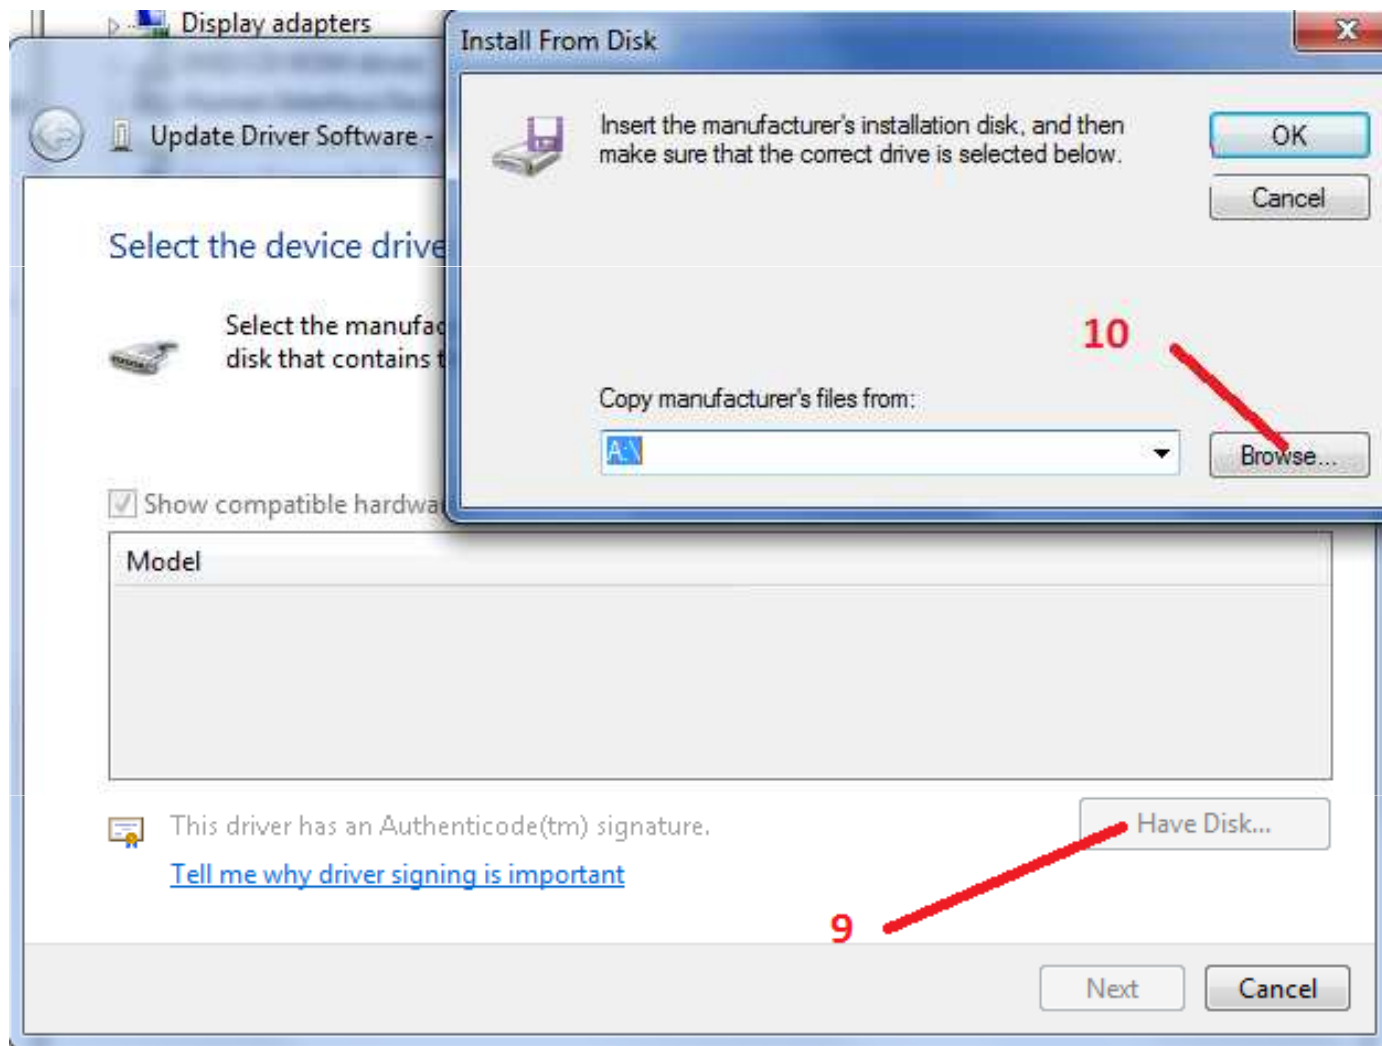 Display adapters
Install From Disk
Update Driver Software -
Insert the manufacturer's installation disk, and then
make sure that the correct drive is selected below.
OK
Cancel
Select the device drive
Select the manufac
disk that contains t
10
Copy manufacturer's files from:
A:\
Browse...
Show compatible hardwa
Model
This driver has an Authenticode(tm) signature.
Have Disk...
Tell me why driver signing is important
9
Next
Cancel